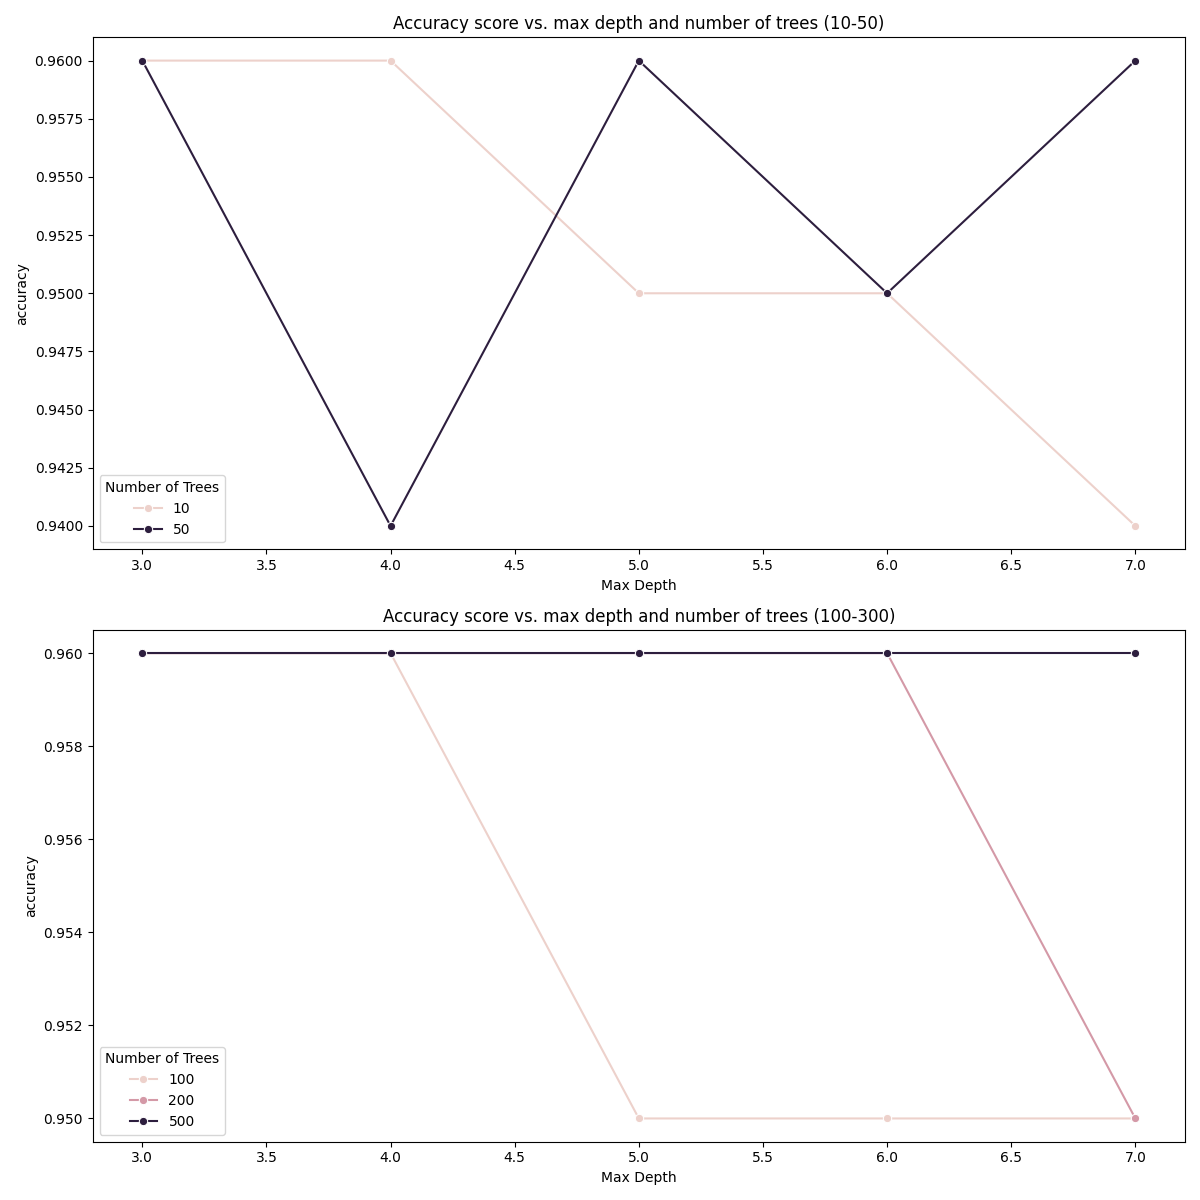 Accuracy score vs. max depth and number of trees (10-50)
0.9600
0.9575
0.9550
0.9525
0.9500
0.9475
0.9450
0.9425
0.9400
accuracy
Number of Trees
10
50
3.0 3.5 4.0 4.5 5.0 5.5 6.0 6.5 7.0
Max Depth
Accuracy score vs. max depth and number of trees (100-300)
0.960
0.958
0.956
0.954
0.952
0.950
accuracy
Number of Trees
100
200
500
3.0 3.5 4.0 4.5 5.0 5.5 6.0 6.5 7.0
Max Depth